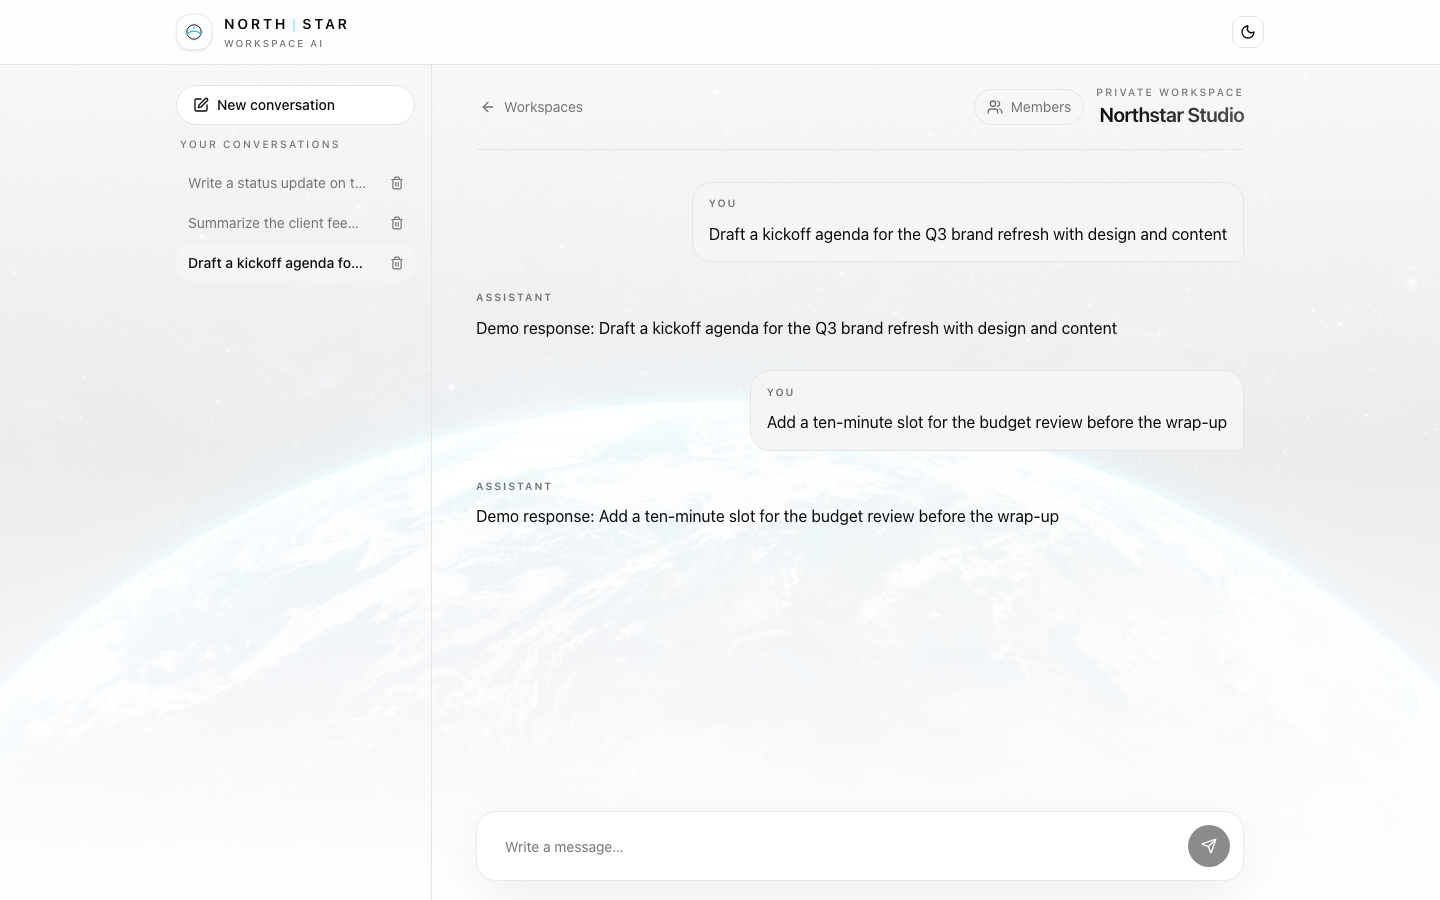 NORTH | STAR
WORKSPACE AI
New conversation
YOUR CONVERSATIONS
Write a status update on t...
Summarize the client fee...
Draft a kickoff agenda fo...
Workspaces
Members
PRIVATE WORKSPACE
Northstar Studio
YOU
Draft a kickoff agenda for the Q3 brand refresh with design and content
ASSISTANT
Demo response: Draft a kickoff agenda for the Q3 brand refresh with design and content
YOU
Add a ten-minute slot for the budget review before the wrap-up
ASSISTANT
Demo response: Add a ten-minute slot for the budget review before the wrap-up
Write a message...